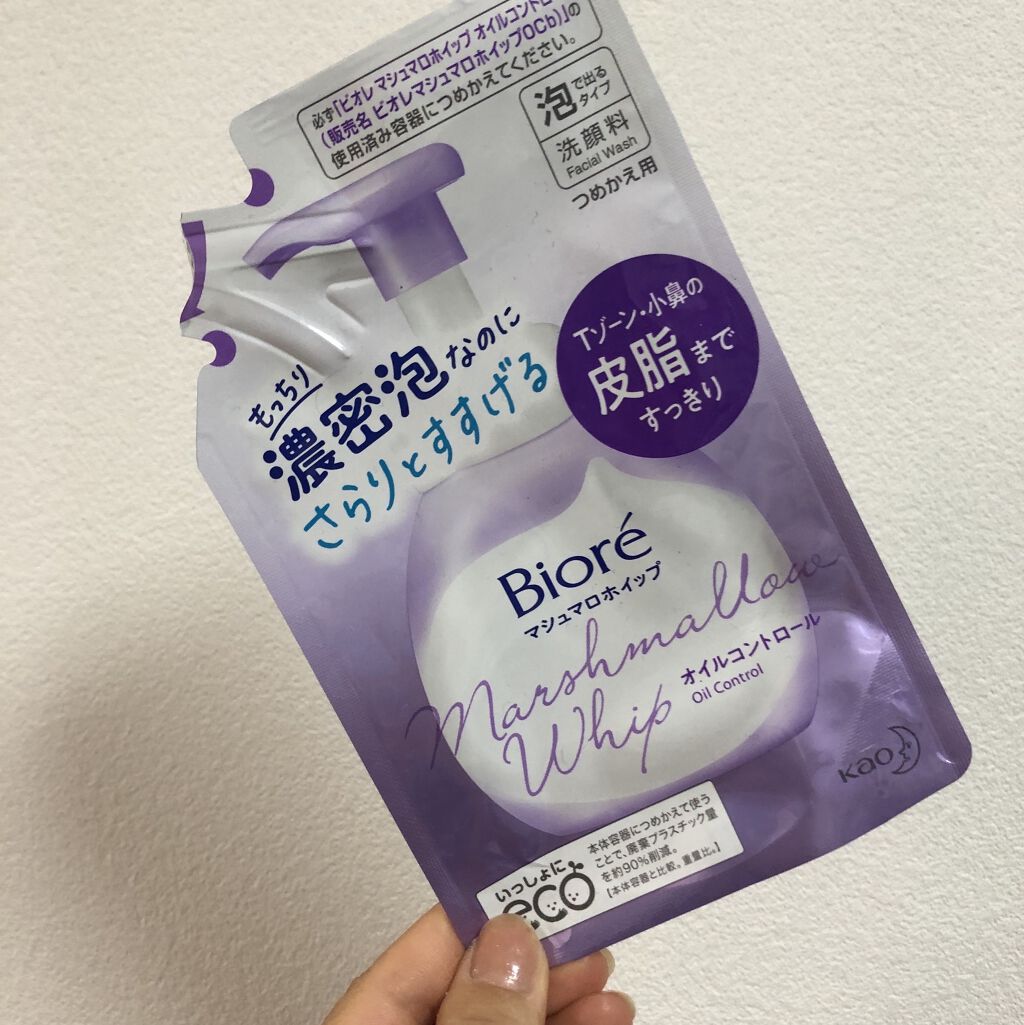 必ず「ビオレ マシュマロホイップ オイルコントロ
(販売名 ビオレマシュマロホイップOCb)」の
使用済み容器につめかえてください。
泡で出る
タイプ
洗顔料
Facial Wash
つめかえ用
Tゾーン・小鼻の
皮脂まで
すっきり
もっちり
濃密泡なのに
さらりとすすげる
Bioré
マシュマロホイップ
Marshmallow
Whip
オイルコントロール
Oil Control
Kao
いっしょに
eco
本体容器につめかえて使う
ことで、廃棄プラスチック量
を約90%削減。
【本体容器と比較。重量比。】